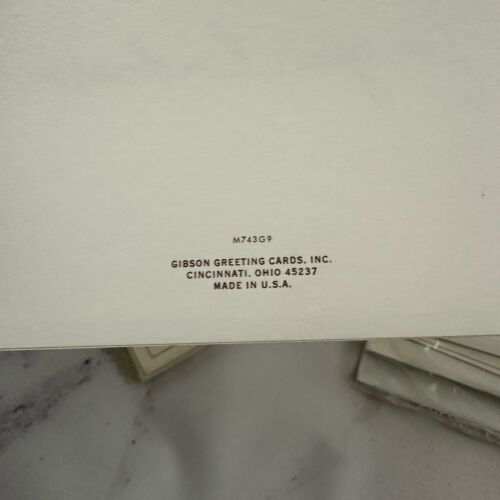 M743G9
GIBSON GREETING CARDS, INC.
CINCINNATI, OHIO 45237
MADE IN U.S.A.